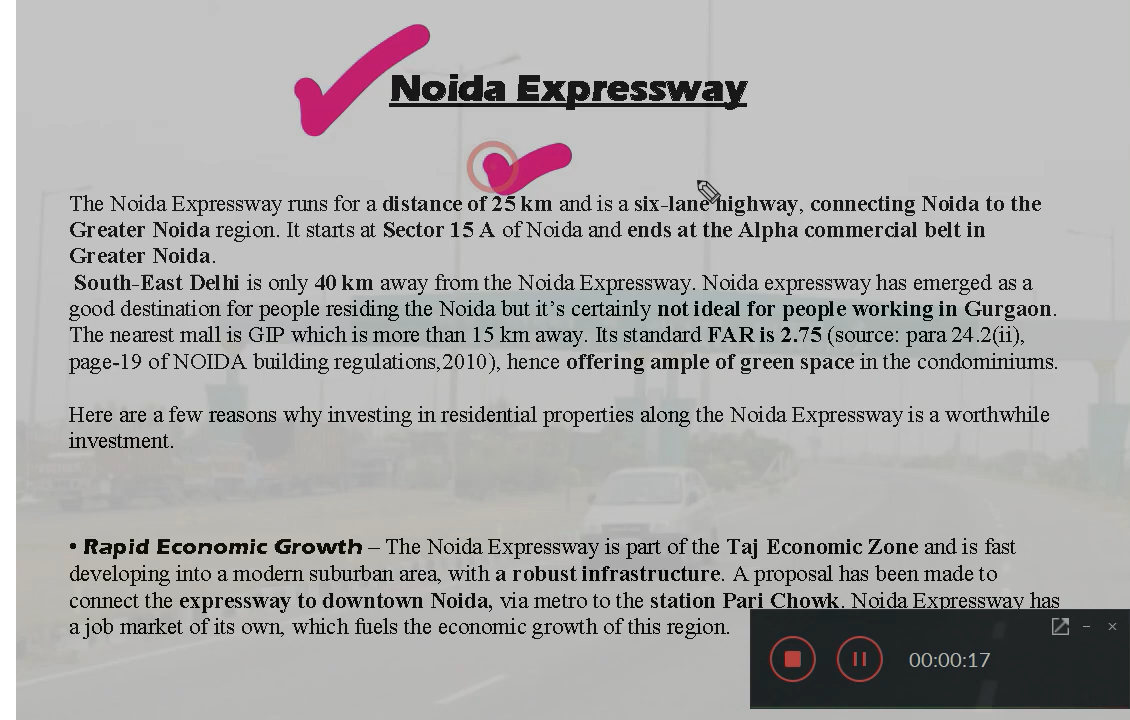 Noida Expressway
The Noida Expressway runs for a distance of 25 km and is a six-lane highway, connecting Noida to the
Greater Noida region. It starts at Sector 15 A of Noida and ends at the Alpha commercial belt in
Greater Noida.
South-East Delhi is only 40 km away from the Noida Expressway. Noida expressway has emerged as a
good destination for people residing the Noida but it’s certainly not ideal for people working in Gurgaon.
The nearest mall is GIP which is more than 15 km away. Its standard FAR is 2.75 (source: para 24.2(ii),
page-19 of NOIDA building regulations,2010), hence offering ample of green space in the condominiums.
Here are a few reasons why investing in residential properties along the Noida Expressway is a worthwhile
investment.
• Rapid Economic Growth – The Noida Expressway is part of the Taj Economic Zone and is fast
developing into a modern suburban area, with a robust infrastructure. A proposal has been made to
connect the expressway to downtown Noida, via metro to the station Pari Chowk. Noida Expressway has
a job market of its own, which fuels the economic growth of this region.
00:00:17